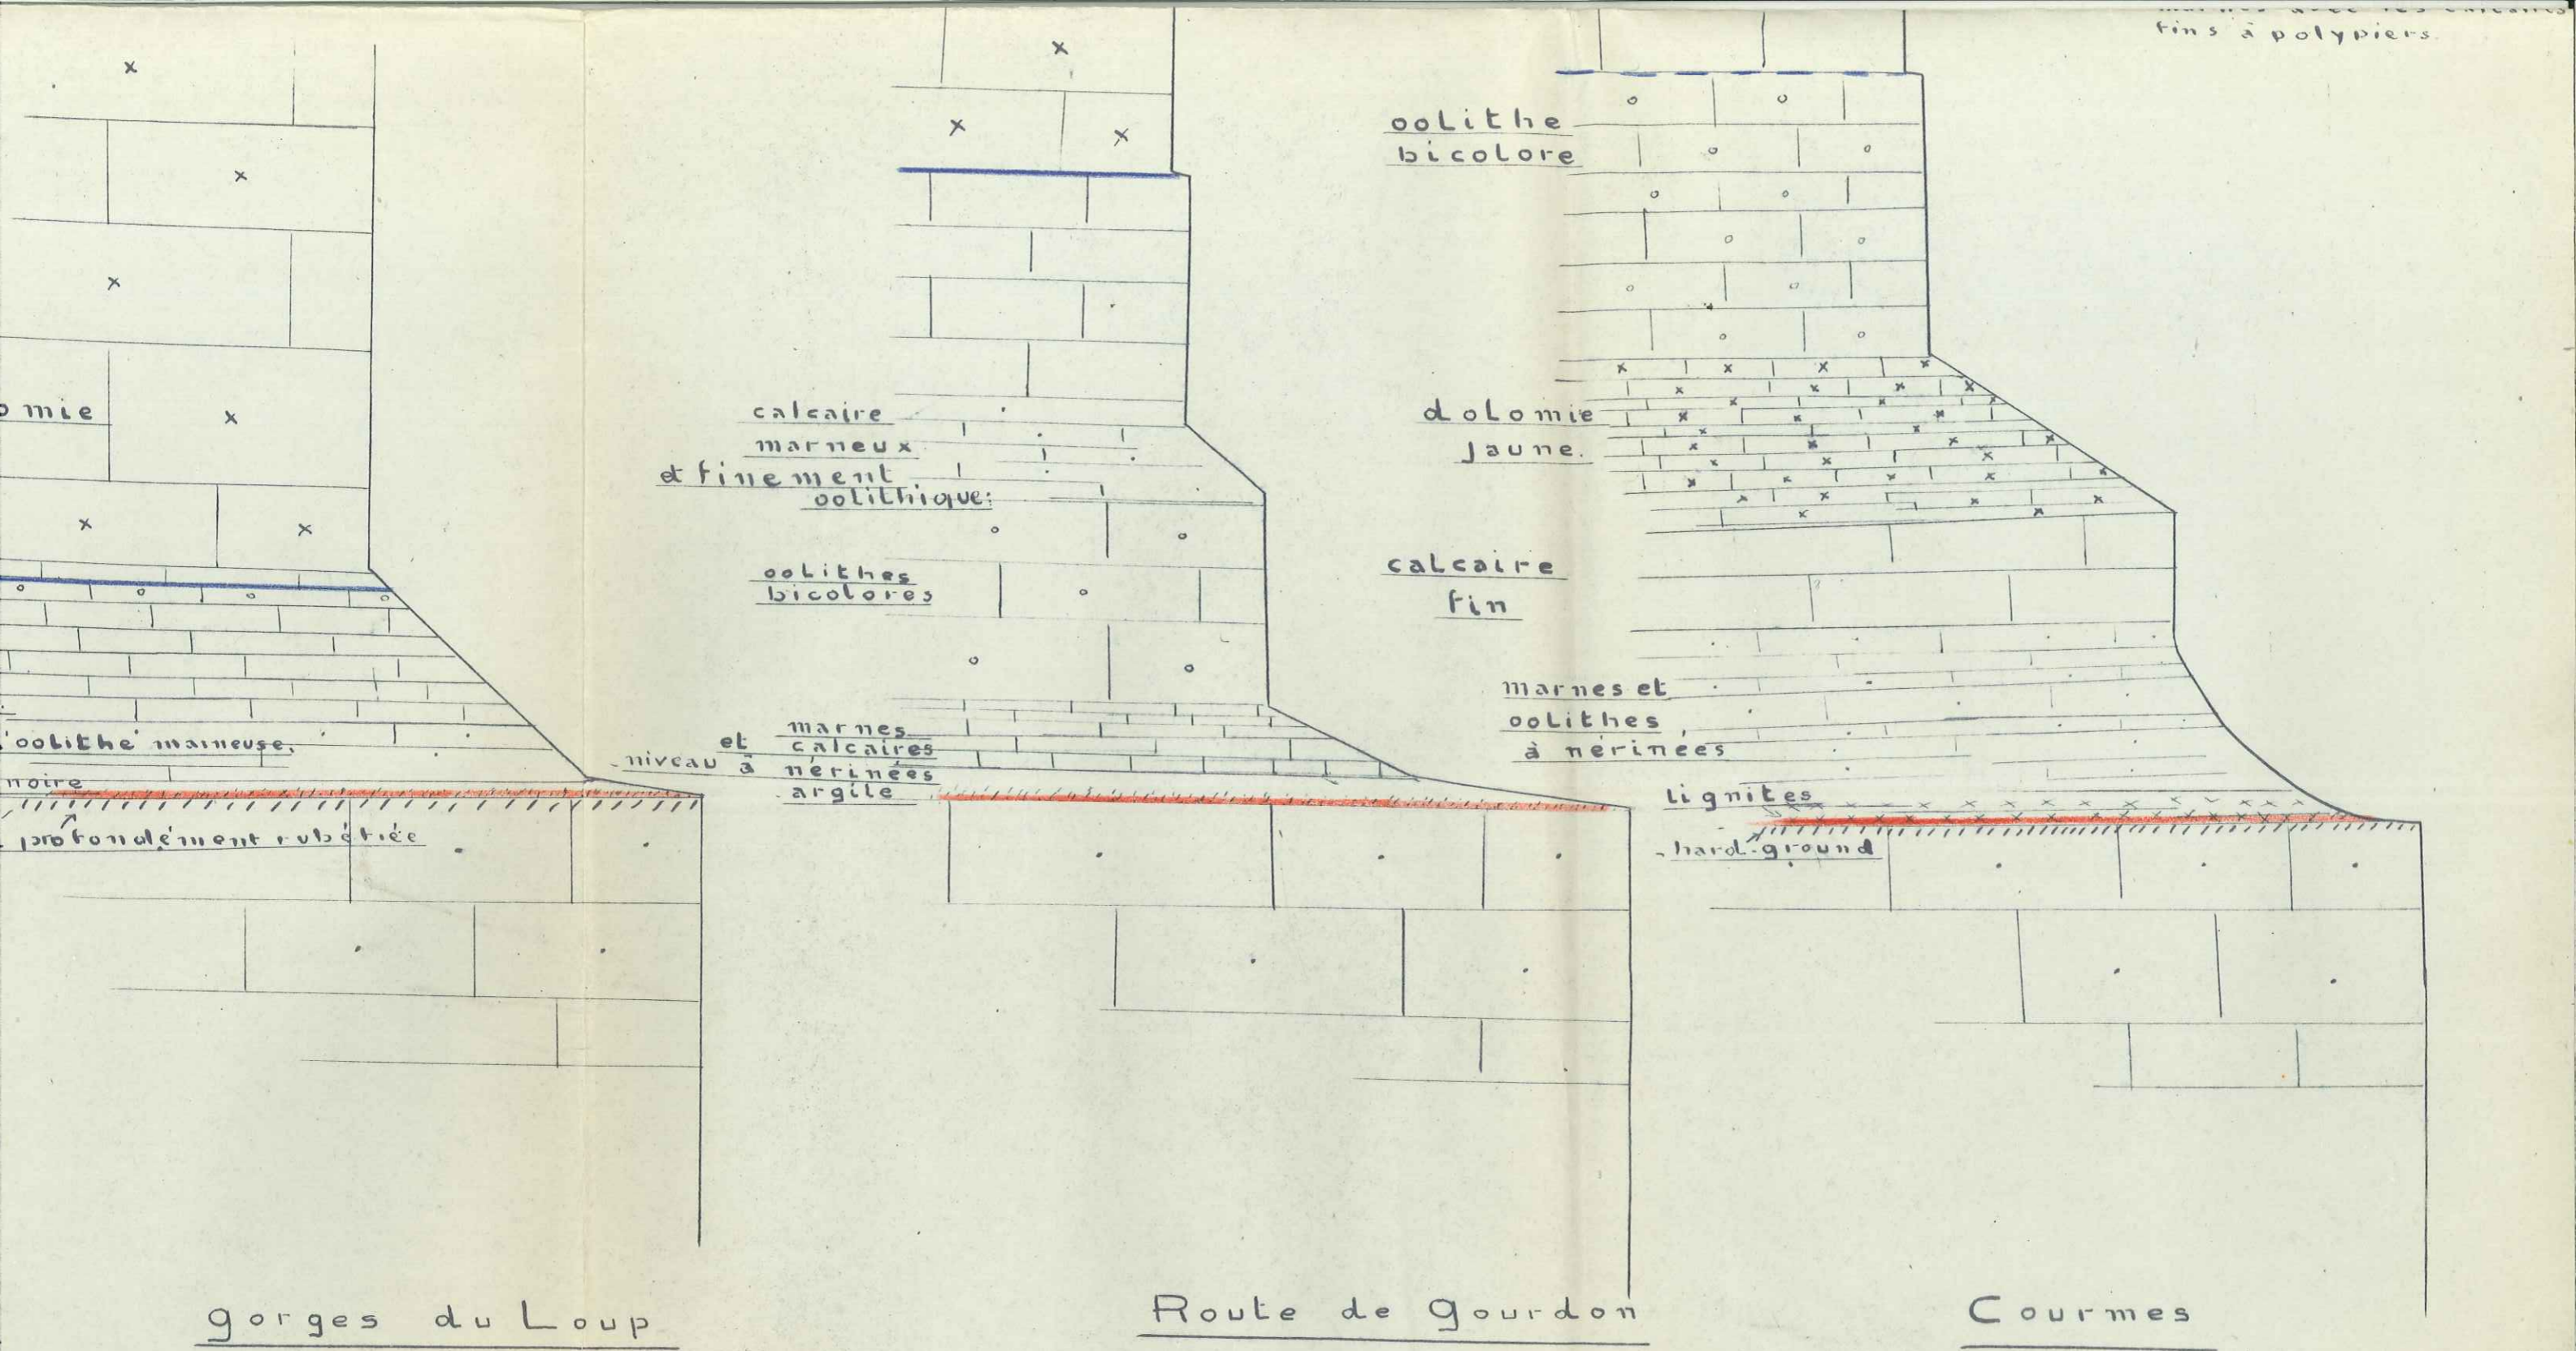 fins à polypiers
mie
oolithe marneuse.
noire
profondément rubéfiée
gorges du Loup
calcaire
marneux
et finement
oolithique:
oolithes
bicolores
marnes
et calcaires
niveau à nérinées
argile
Route de gourdon
oolithe
bicolore
dolomie
jaune.
calcaire
fin
marnes et
oolithes
à nérinées
lignites
hard-ground
Courmes